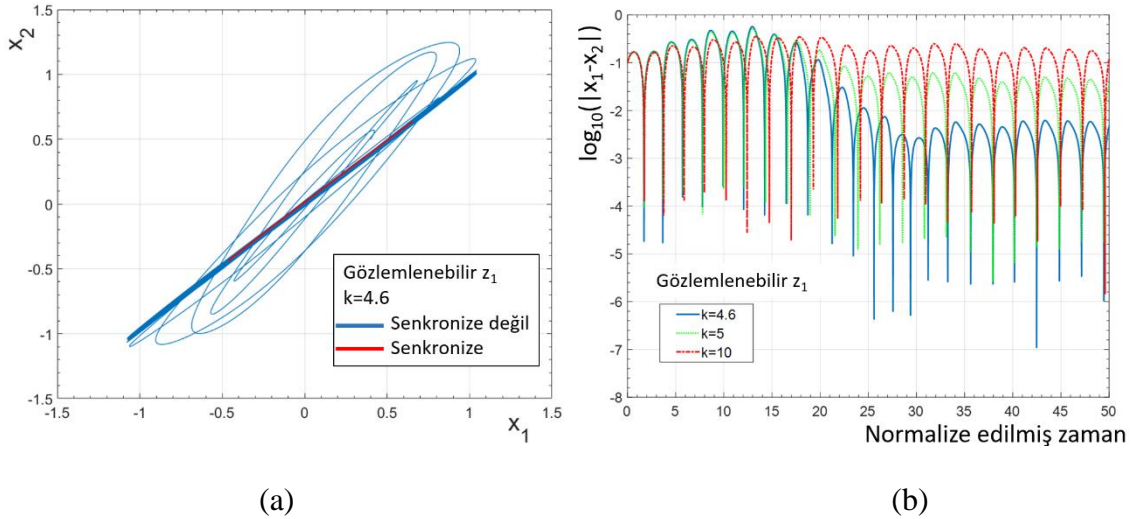 x2
1.5
1
0.5
0
-0.5
-1
-1.5
-1.5
-1
-0.5
0
0.5
1
1.5
x1
Gözlemlenebilir z1
k=4.6
Senkronize değil
Senkronize
(a)
log10(|x1-x2|)
-0
-1
-2
-3
-4
-5
-6
-7
-8
0
5
10
15
20
25
30
35
40
45
50
Normalize edilmiş zaman
Gözlemlenebilir z1
k=4.6
k=5
k=10
(b)